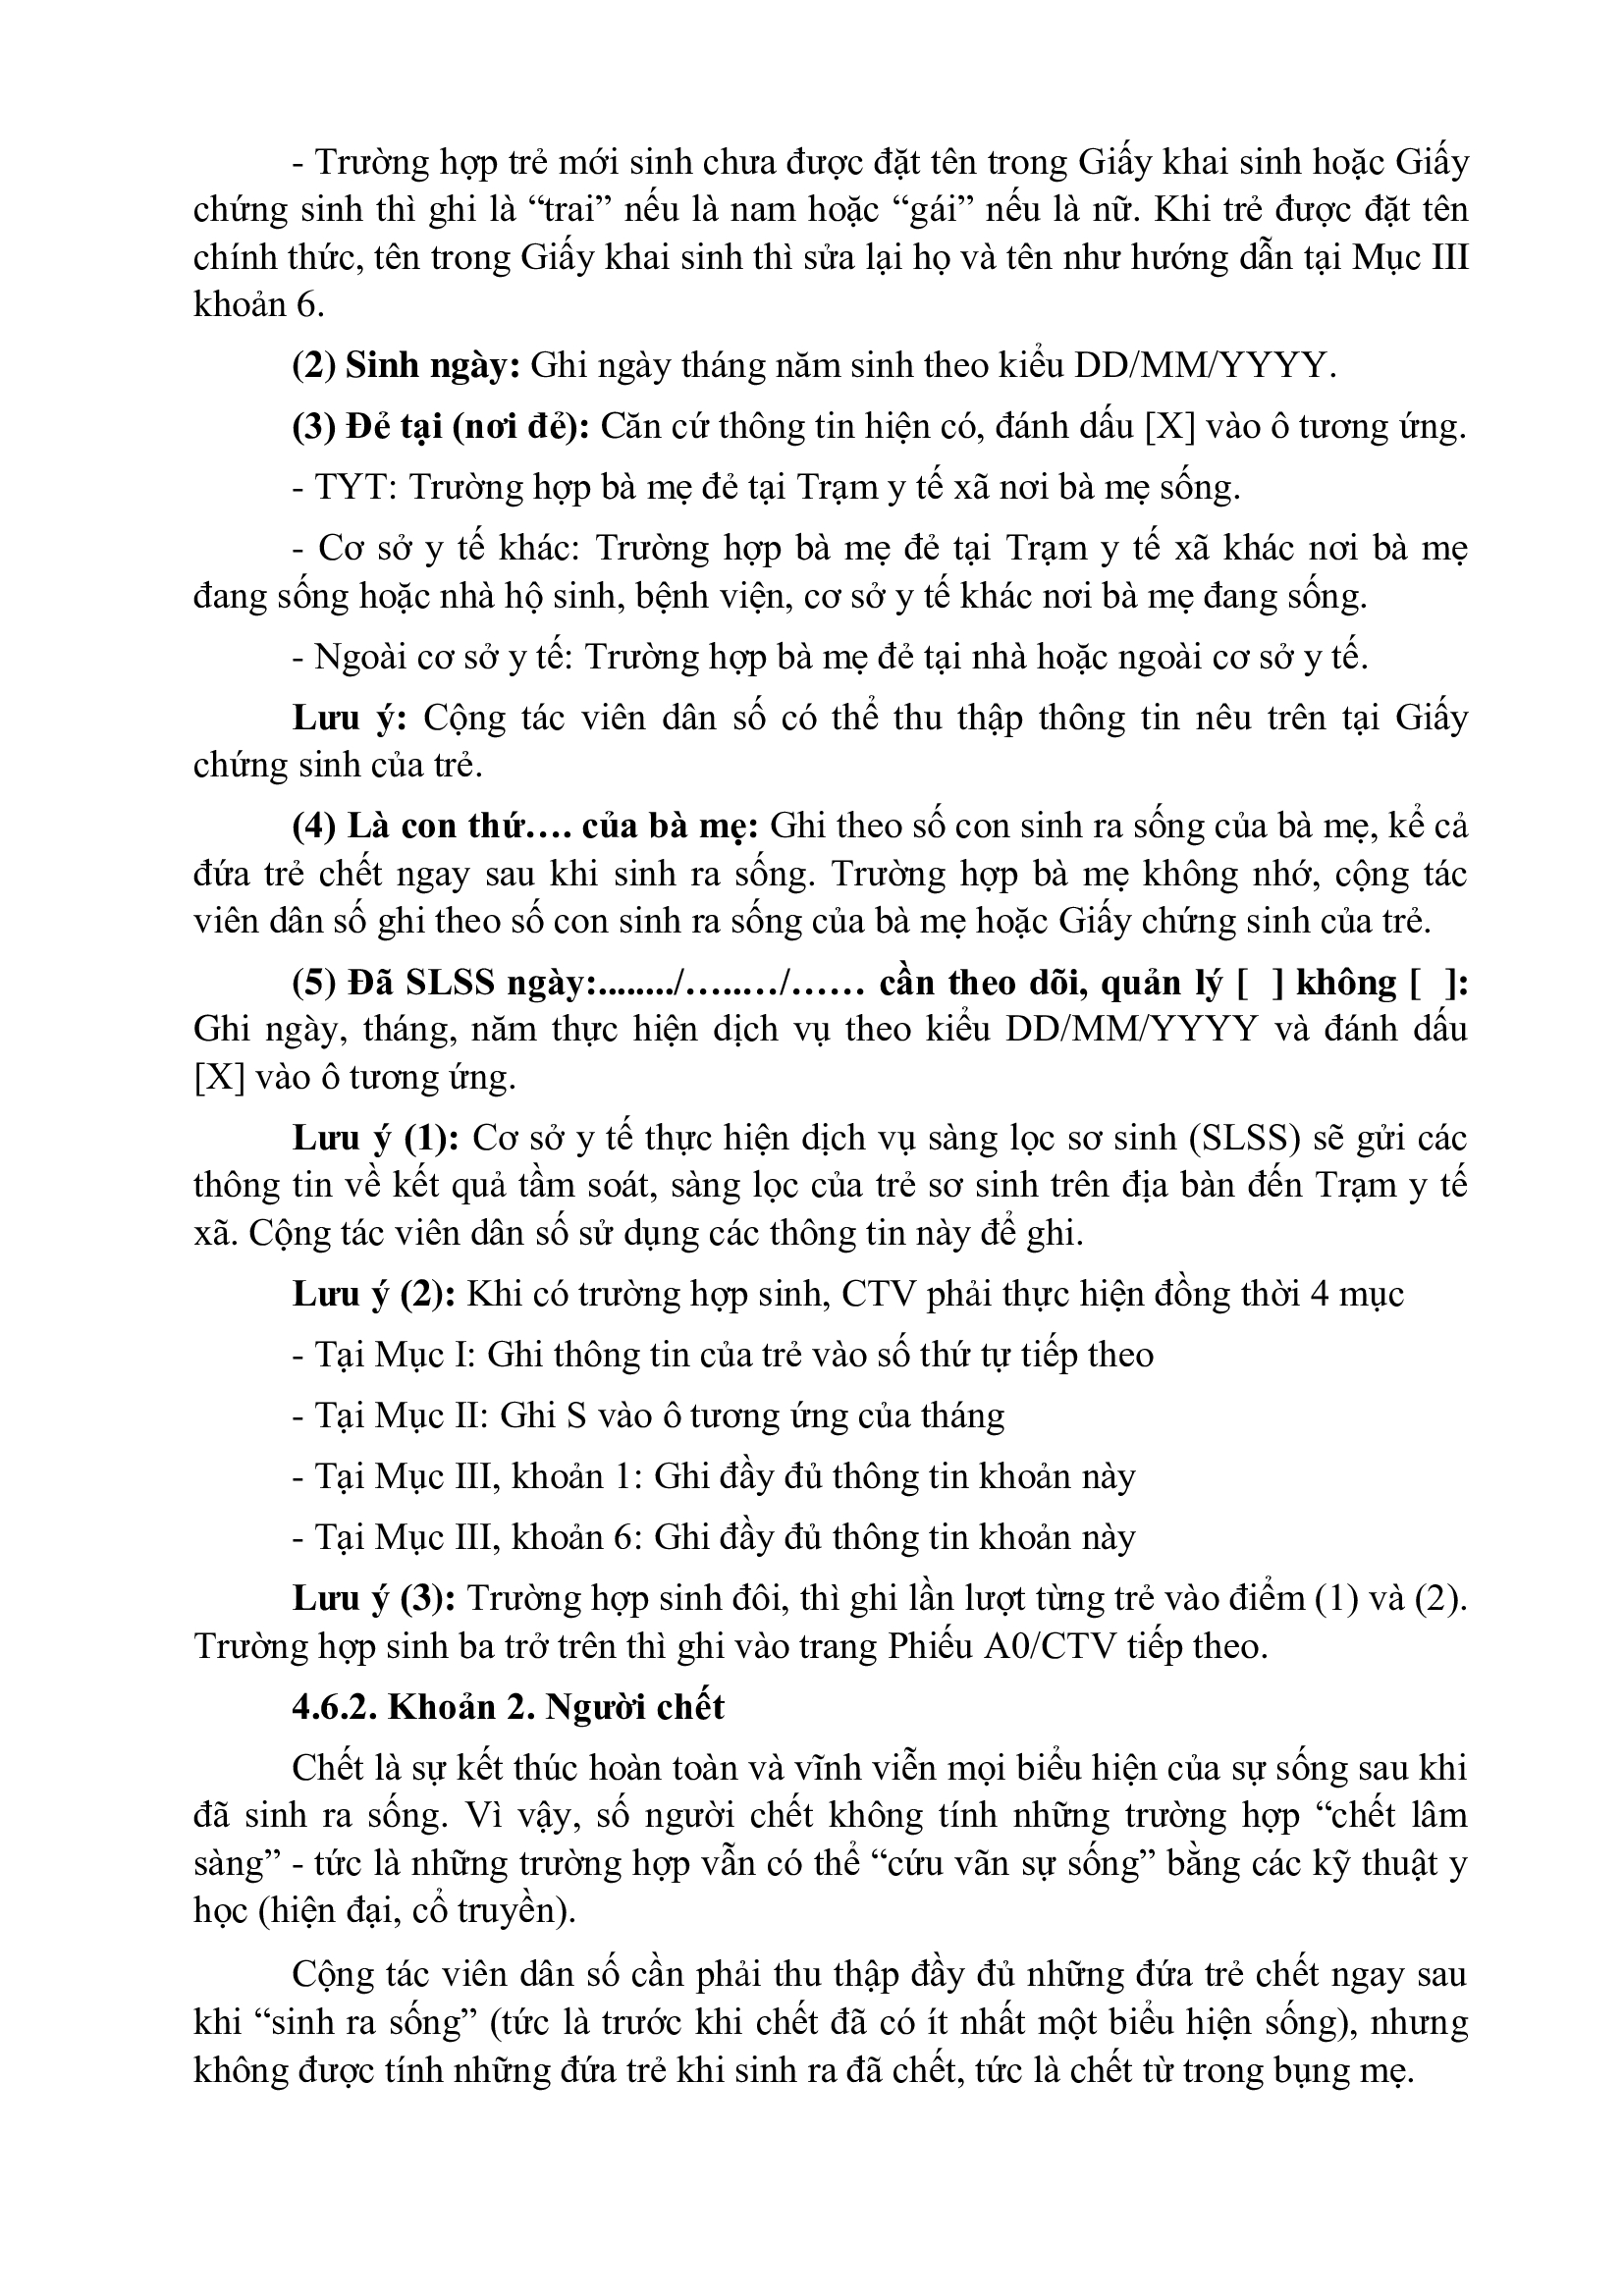 - Trường hợp trẻ mới sinh chưa được đặt tên trong Giấy khai sinh hoặc Giấy
chứng sinh thì ghi là “trai” nếu là nam hoặc “gái” nếu là nữ. Khi trẻ được đặt tên
chính thức, tên trong Giấy khai sinh thì sửa lại họ và tên như hướng dẫn tại Mục III
khoản 6.
(2) Sinh ngày: Ghi ngày tháng năm sinh theo kiểu DD/MM/YYYY.
(3) Đẻ tại (nơi đẻ): Căn cứ thông tin hiện có, đánh dấu [X] vào ô tương ứng.
- TYT: Trường hợp bà mẹ đẻ tại Trạm y tế xã nơi bà mẹ sống.
- Cơ sở y tế khác: Trường hợp bà mẹ đẻ tại Trạm y tế xã khác nơi bà mẹ
đang sống hoặc nhà hộ sinh, bệnh viện, cơ sở y tế khác nơi bà mẹ đang sống.
- Ngoài cơ sở y tế: Trường hợp bà mẹ đẻ tại nhà hoặc ngoài cơ sở y tế.
Lưu ý: Cộng tác viên dân số có thể thu thập thông tin nêu trên tại Giấy
chứng sinh của trẻ.
(4) Là con thứ…. của bà mẹ: Ghi theo số con sinh ra sống của bà mẹ, kể cả
đứa trẻ chết ngay sau khi sinh ra sống. Trường hợp bà mẹ không nhớ, cộng tác
viên dân số ghi theo số con sinh ra sống của bà mẹ hoặc Giấy chứng sinh của trẻ.
(5) Đã SLSS ngày:......../…..…/…… cần theo dõi, quản lý [  ] không [  ]:
Ghi ngày, tháng, năm thực hiện dịch vụ theo kiểu DD/MM/YYYY và đánh dấu
[X] vào ô tương ứng.
Lưu ý (1): Cơ sở y tế thực hiện dịch vụ sàng lọc sơ sinh (SLSS) sẽ gửi các
thông tin về kết quả tầm soát, sàng lọc của trẻ sơ sinh trên địa bàn đến Trạm y tế
xã. Cộng tác viên dân số sử dụng các thông tin này để ghi.
Lưu ý (2): Khi có trường hợp sinh, CTV phải thực hiện đồng thời 4 mục
- Tại Mục I: Ghi thông tin của trẻ vào số thứ tự tiếp theo
- Tại Mục II: Ghi S vào ô tương ứng của tháng
- Tại Mục III, khoản 1: Ghi đầy đủ thông tin khoản này
- Tại Mục III, khoản 6: Ghi đầy đủ thông tin khoản này
Lưu ý (3): Trường hợp sinh đôi, thì ghi lần lượt từng trẻ vào điểm (1) và (2).
Trường hợp sinh ba trở trên thì ghi vào trang Phiếu A0/CTV tiếp theo.
4.6.2. Khoản 2. Người chết
Chết là sự kết thúc hoàn toàn và vĩnh viễn mọi biểu hiện của sự sống sau khi
đã sinh ra sống. Vì vậy, số người chết không tính những trường hợp “chết lâm
sàng” - tức là những trường hợp vẫn có thể “cứu vãn sự sống” bằng các kỹ thuật y
học (hiện đại, cổ truyền).
Cộng tác viên dân số cần phải thu thập đầy đủ những đứa trẻ chết ngay sau
khi “sinh ra sống” (tức là trước khi chết đã có ít nhất một biểu hiện sống), nhưng
không được tính những đứa trẻ khi sinh ra đã chết, tức là chết từ trong bụng mẹ.